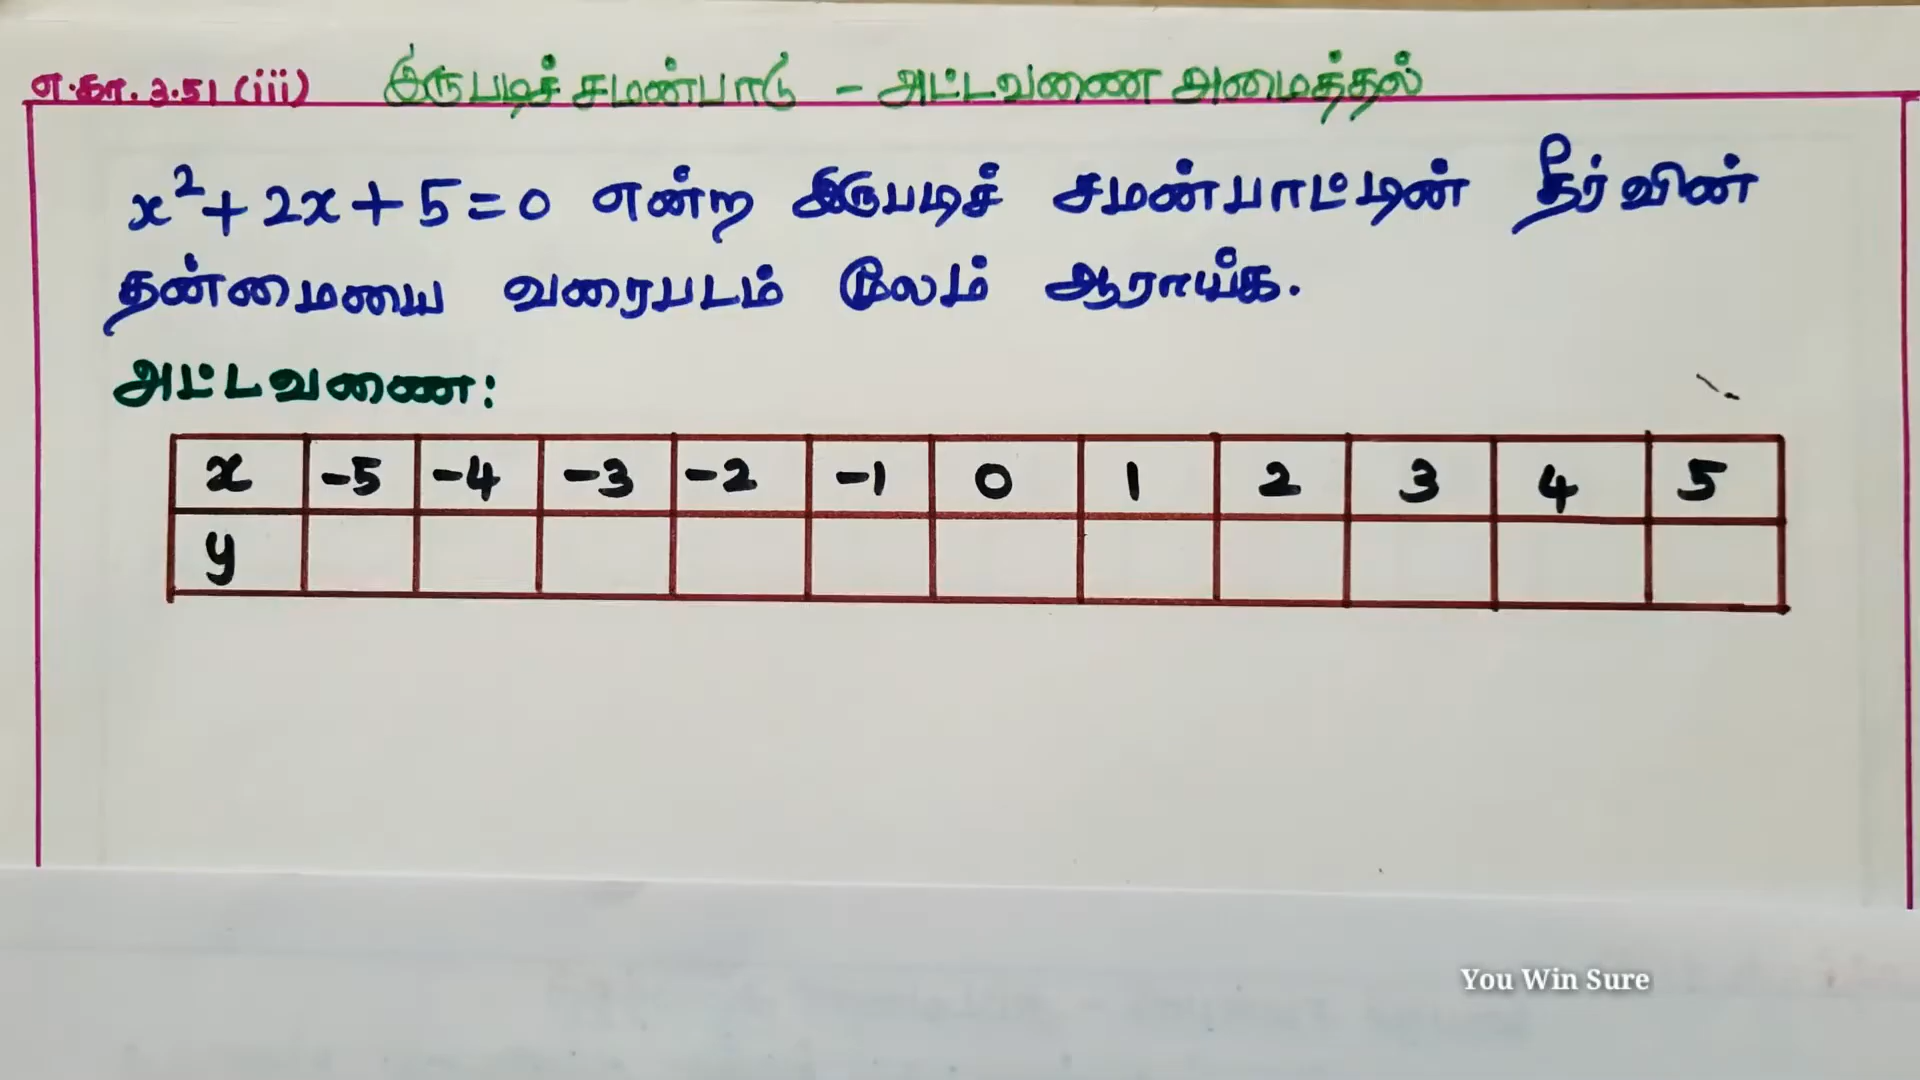 எ.கா. 3.51 (iii) இருபடிச் சமன்பாடு - அட்டவணை அமைத்தல்
x²+2x+5=0 என்ற இருபடிச் சமன்பாட்டின் தீர்வின்
தன்மையை வரைபடம் மூலம் ஆராய்க.
அட்டவணை:
x -5 -4 -3 -2 -1 0 1 2 3 4 5
y
You Win Sure